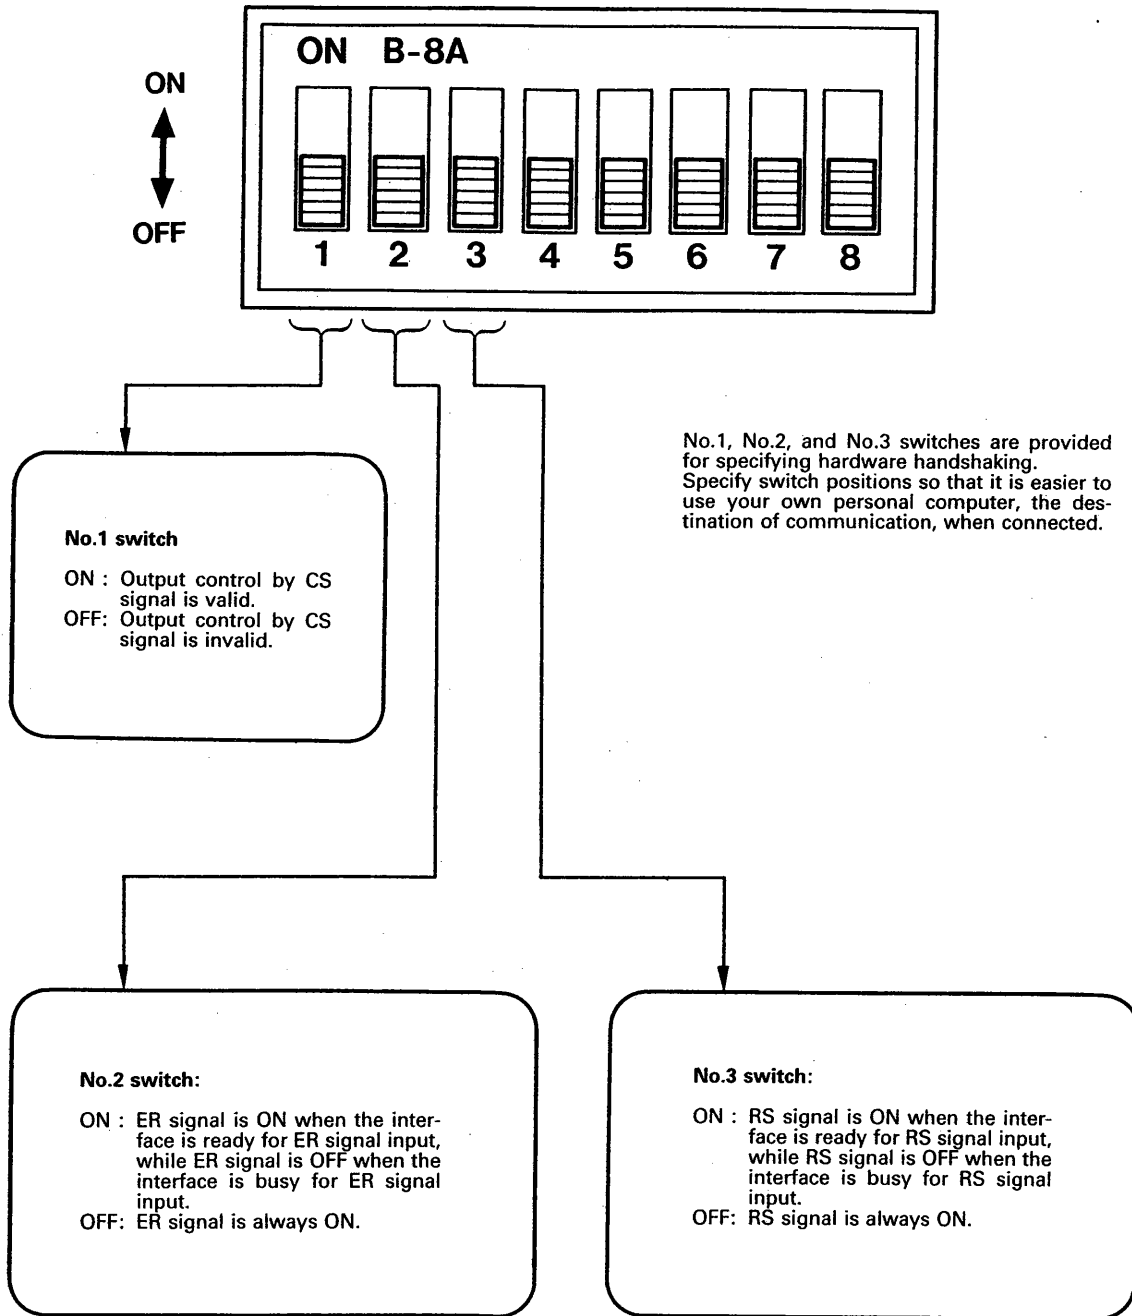 ON B-8A
ON
OFF
1 2 3 4 5 6 7 8
No.1, No.2, and No.3 switches are provided
for specifying hardware handshaking.
Specify switch positions so that it is easier to
use your own personal computer, the des-
tination of communication, when connected.
No.1 switch
ON : Output control by CS
signal is valid.
OFF: Output control by CS
signal is invalid.
No.2 switch:
ON : ER signal is ON when the inter-
face is ready for ER signal input,
while ER signal is OFF when the
interface is busy for ER signal
input.
OFF: ER signal is always ON.
No.3 switch:
ON : RS signal is ON when the inter-
face is ready for RS signal input,
while RS signal is OFF when the
interface is busy for RS signal
input.
OFF: RS signal is always ON.